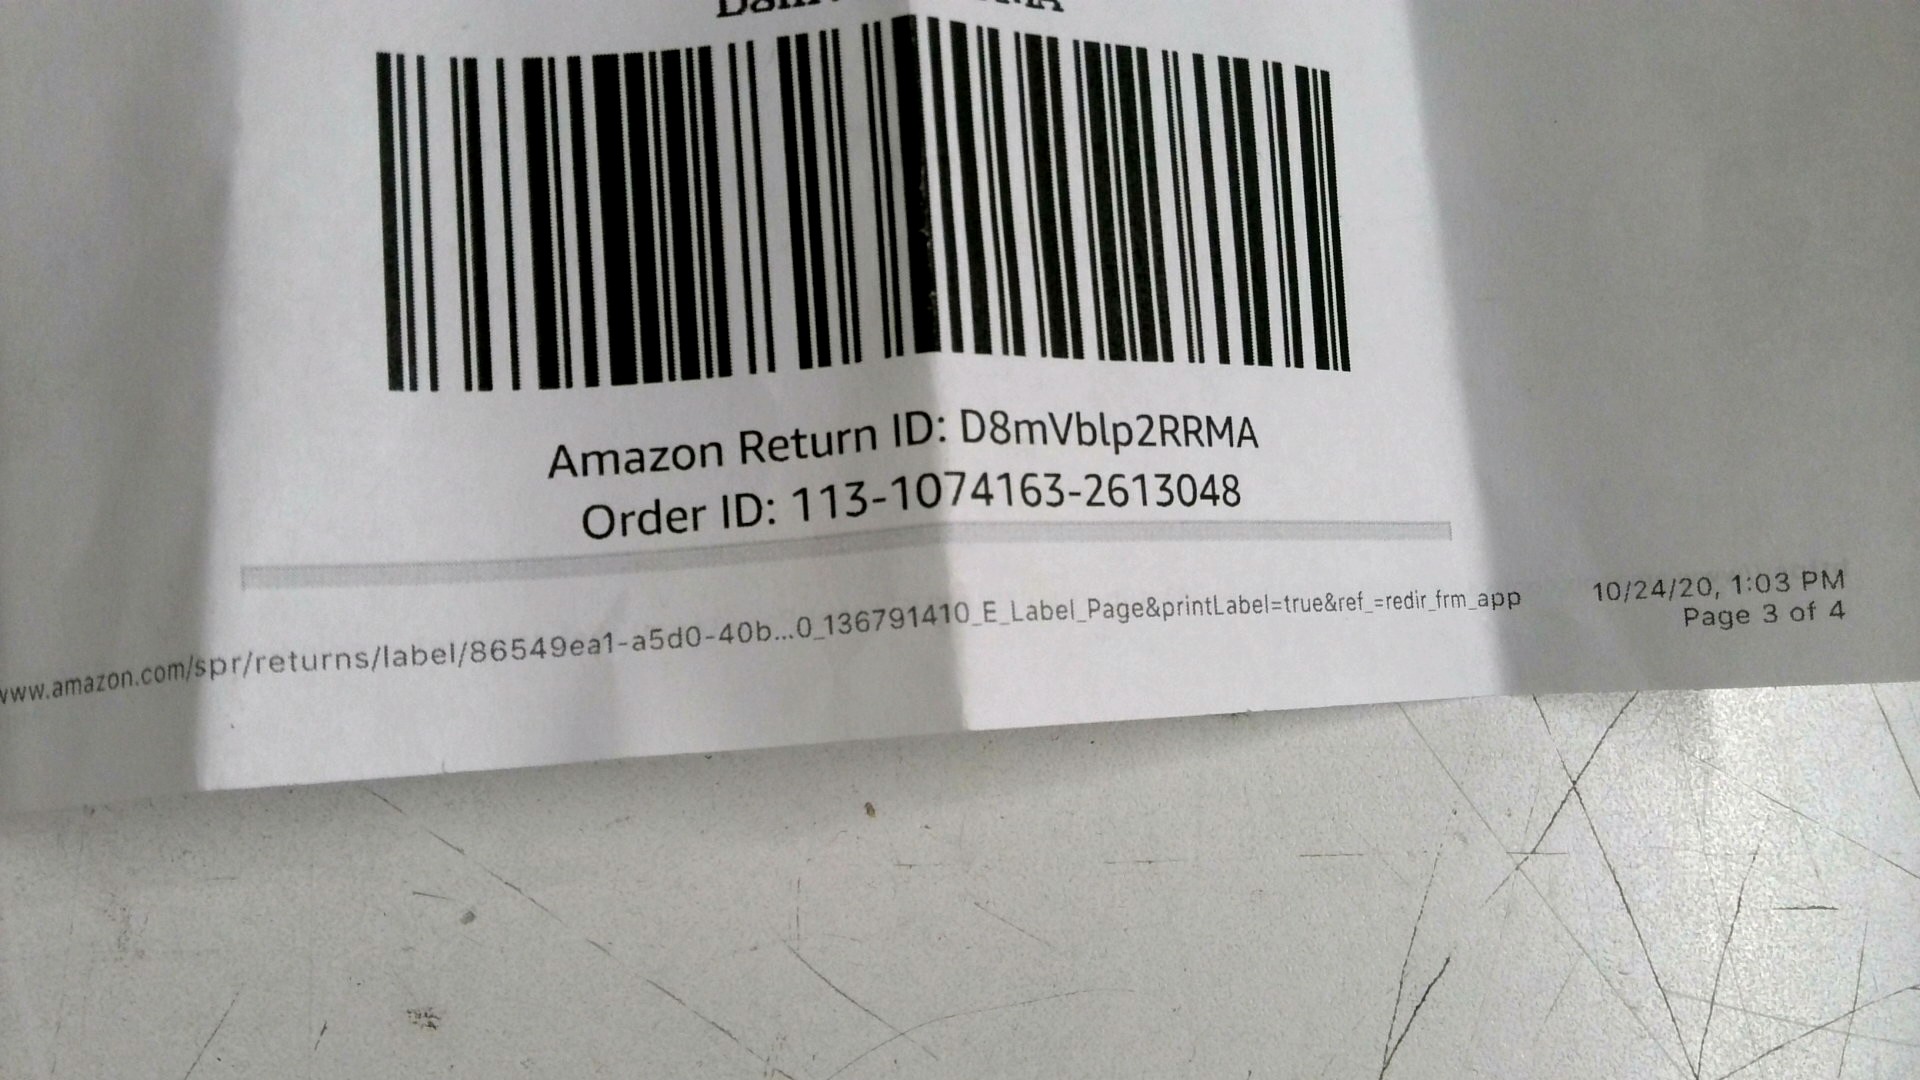 Amazon Return ID: D8mVblp2RRMA
Order ID: 113-1074163-2613048
www.amazon.com/spr/returns/label/86549ea1-a5d0-40b...0_136791410_E_Label_Page&printLabel=true&ref_=redir_frm_app
10/24/20, 1:03 PM
Page 3 of 4